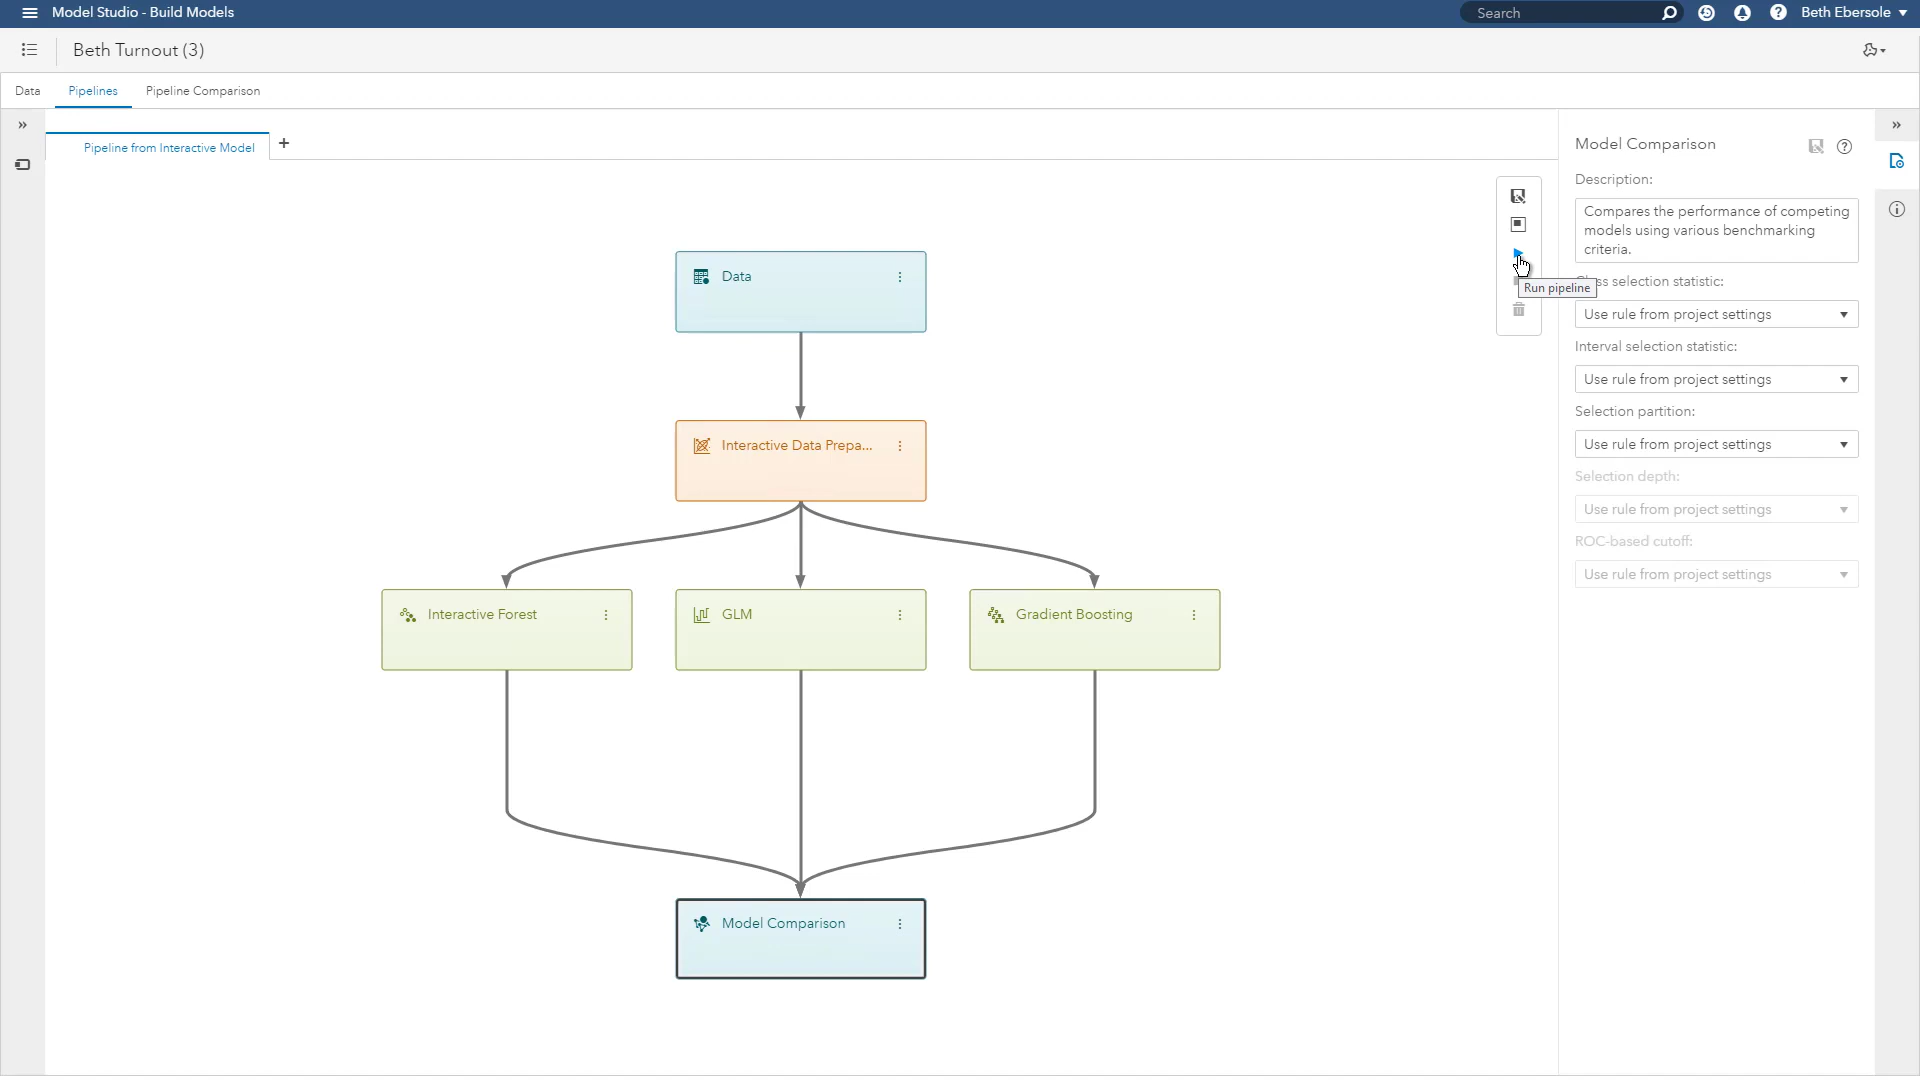 Model Studio - Build Models
Search
Beth Ebersole
Beth Turnout (3)
Data
Pipelines
Pipeline Comparison
Pipeline from Interactive Model
Data
Interactive Data Prepa...
Interactive Forest
GLM
Gradient Boosting
Model Comparison
Run pipeline
Model Comparison
Description:
Compares the performance of competing
models using various benchmarking
criteria.
selection statistic:
Use rule from project settings
Interval selection statistic:
Use rule from project settings
Selection partition:
Use rule from project settings
Selection depth:
Use rule from project settings
ROC-based cutoff:
Use rule from project settings